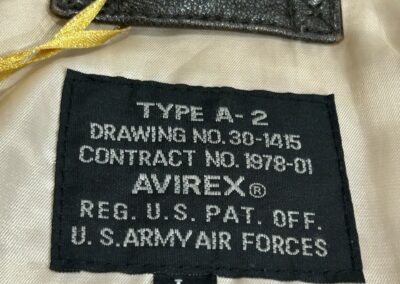 TYPE A-2
DRAWING NO. 30-1415
CONTRACT NO. 1978-01
AVIREX®
REG. U.S. PAT. OFF.
U.S. ARMY AIR FORCES